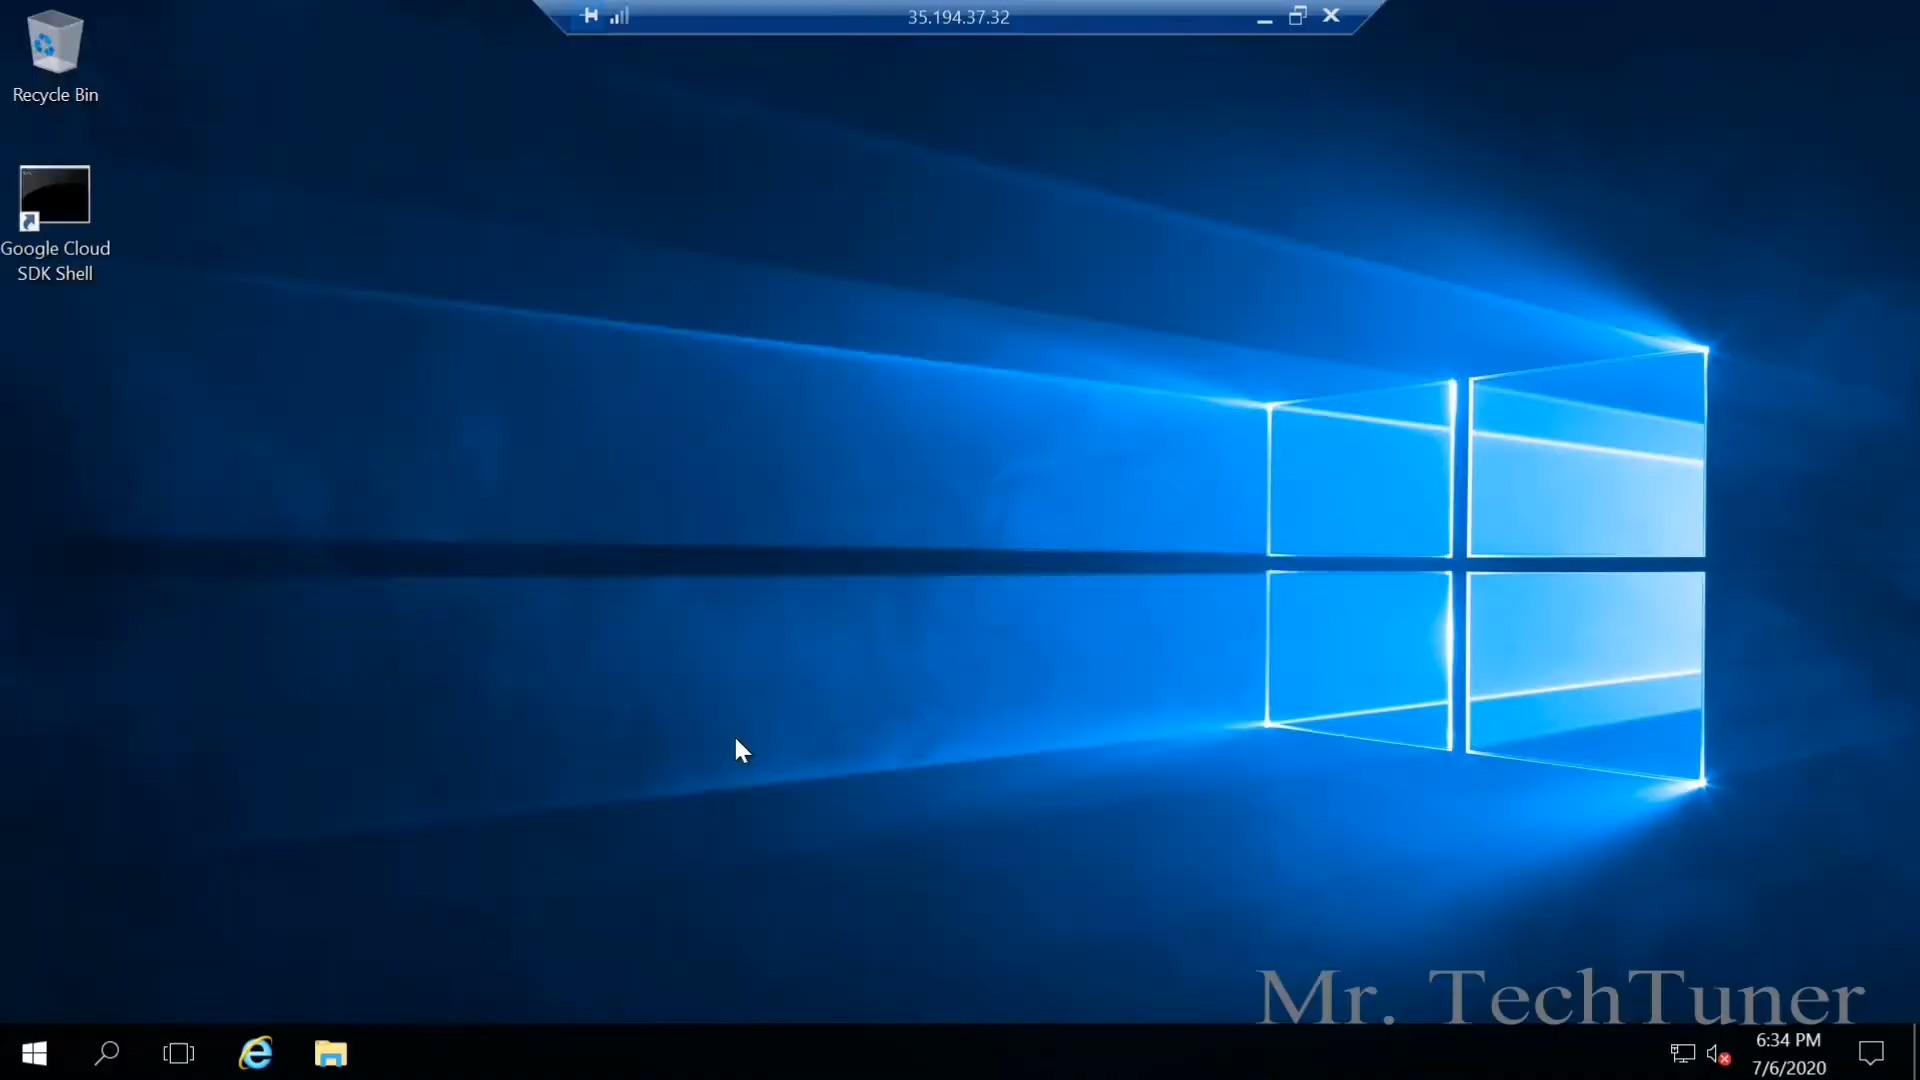 35.194.37.32
Recycle Bin
Google Cloud
SDK Shell
Mr. TechTuner
6:34 PM
7/6/2020